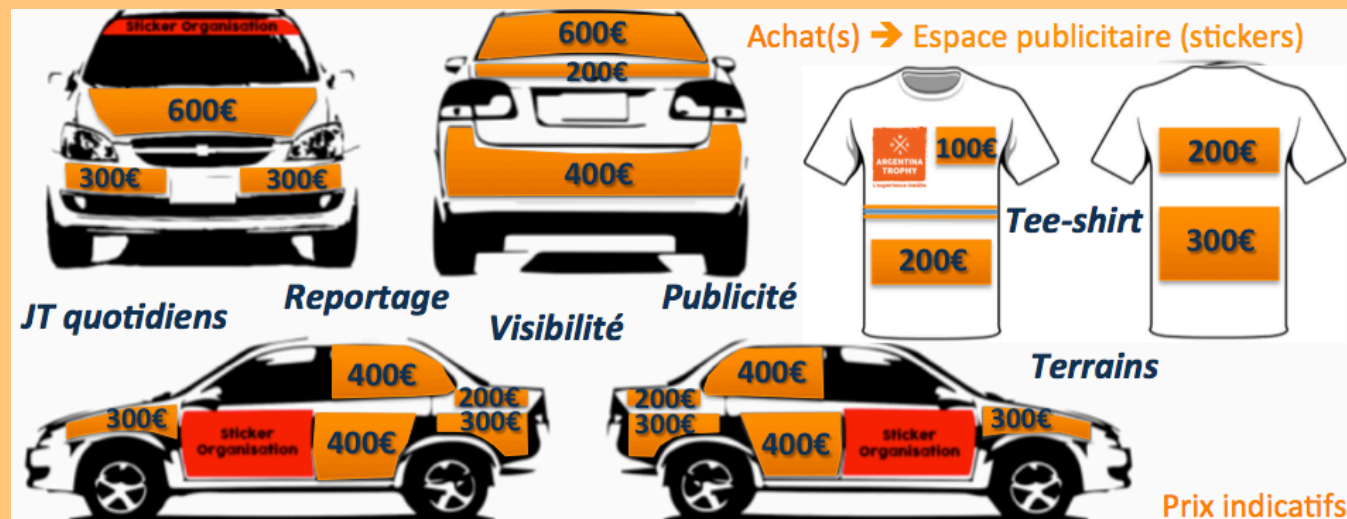 Sticker Organisation
600€
300€
300€
600€
200€
400€
Achat(s) ➔ Espace publicitaire (stickers)
ARGENTINA
TROPHY
L'expérience inédite
100€
200€
200€
300€
Tee-shirt
JT quotidiens
Reportage
Visibilité
Publicité
Terrains
300€
Sticker
Organisation
400€
400€
200€
300€
400€
200€
300€
400€
Sticker
Organisation
300€
Prix indicatifs